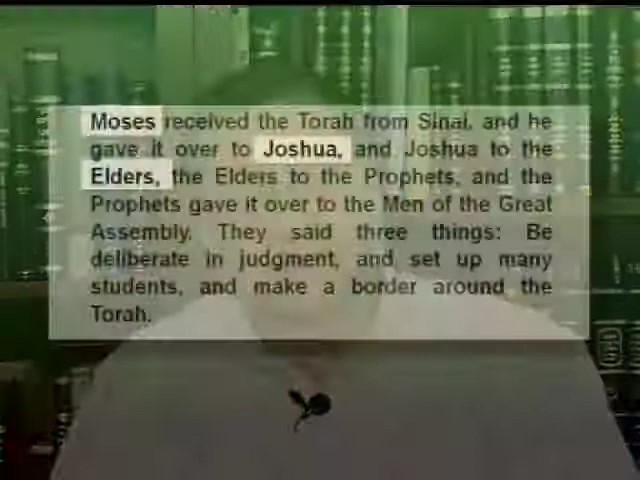 Moses received the Torah from Sinai, and he
gave it over to Joshua, and Joshua to the
Elders, the Elders to the Prophets, and the
Prophets gave it over to the Men of the Great
Assembly. They said three things: Be
deliberate in judgment, and set up many
students, and make a border around the
Torah.